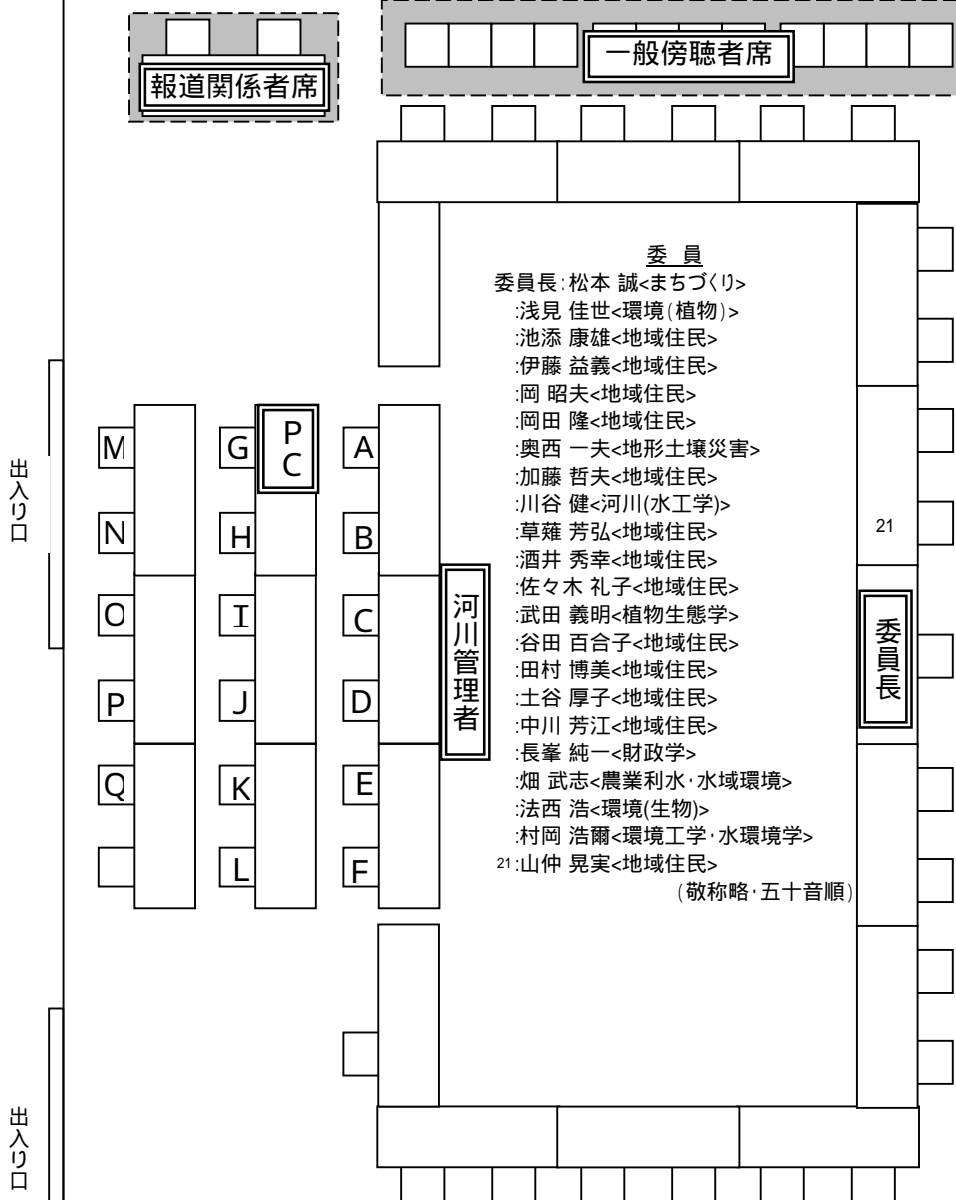 報道関係者席
一般傍聴者席
委 員
委員長:松本 誠<まちづくり>
:浅見 佳世<環境(植物)>
:池添 康雄<地域住民>
:伊藤 益義<地域住民>
:岡 昭夫<地域住民>
:岡田 隆<地域住民>
:奥西 一夫<地形土壌災害>
:加藤 哲夫<地域住民>
:川谷 健<河川(水工学)>
:草薙 芳弘<地域住民>
:酒井 秀幸<地域住民>
:佐々木 礼子<地域住民>
:武田 義明<植物生態学>
:谷田 百合子<地域住民>
:田村 博美<地域住民>
:土谷 厚子<地域住民>
:中川 芳江<地域住民>
:長峯 純一<財政学>
:畑 武志<農業利水・水域環境>
:法西 浩<環境(生物)>
:村岡 浩爾<環境工学・水環境学>
21:山仲 晃実<地域住民>
(敬称略・五十音順)
出入り口
M
N
O
P
Q
G
H
I
J
K
L
PC
A
B
C
D
E
F
河川管理者
21
委員長
出入り口